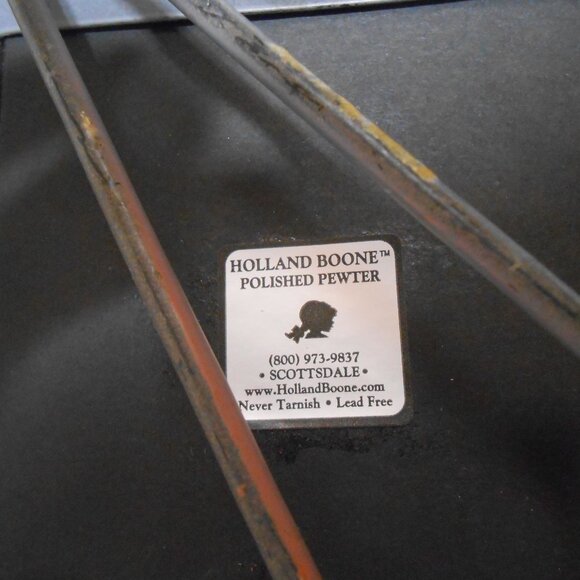 HOLLAND BOONE™
POLISHED PEWTER
(800) 973-9837
• SCOTTSDALE •
www.HollandBoone.com
Never Tarnish • Lead Free